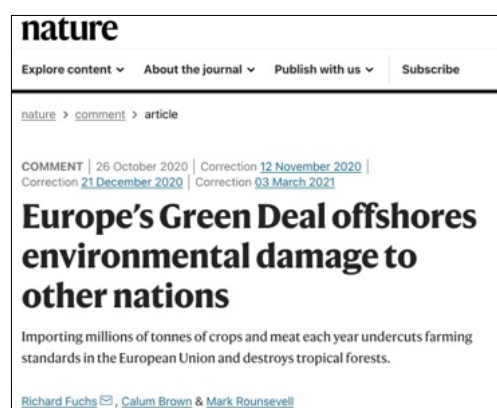 nature
Explore content About the journal Publish with us Subscribe
nature > comment > article
COMMENT | 26 October 2020 | Correction 12 November 2020 |
Correction 21 December 2020 | Correction 03 March 2021
Europe's Green Deal offshores
environmental damage to
other nations
Importing millions of tonnes of crops and meat each year undercuts farming
standards in the European Union and destroys tropical forests.
Richard Fuchs, Calum Brown & Mark Rounsevell